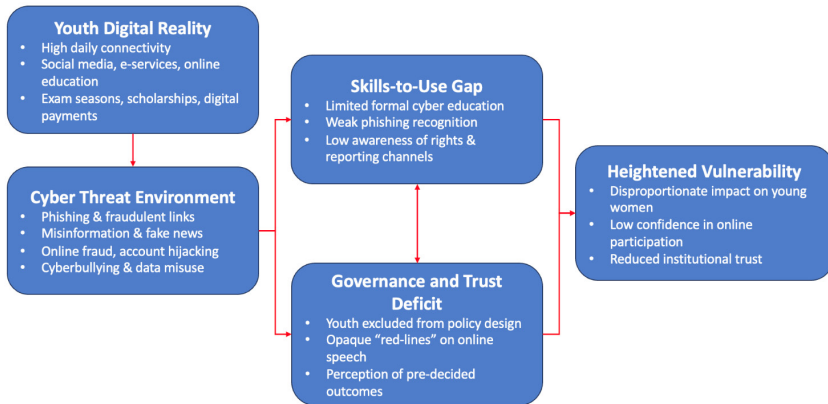 Youth Digital Reality
• High daily connectivity
• Social media, e-services, online
education
• Exam seasons, scholarships, digital
payments
Cyber Threat Environment
• Phishing & fraudulent links
• Misinformation & fake news
• Online fraud, account hijacking
• Cyberbullying & data misuse
Skills-to-Use Gap
• Limited formal cyber education
• Weak phishing recognition
• Low awareness of rights &
reporting channels
Governance and Trust
Deficit
• Youth excluded from policy design
• Opaque “red-lines” on online
speech
• Perception of pre-decided
outcomes
Heightened Vulnerability
• Disproportionate impact on young
women
• Low confidence in online
participation
• Reduced institutional trust